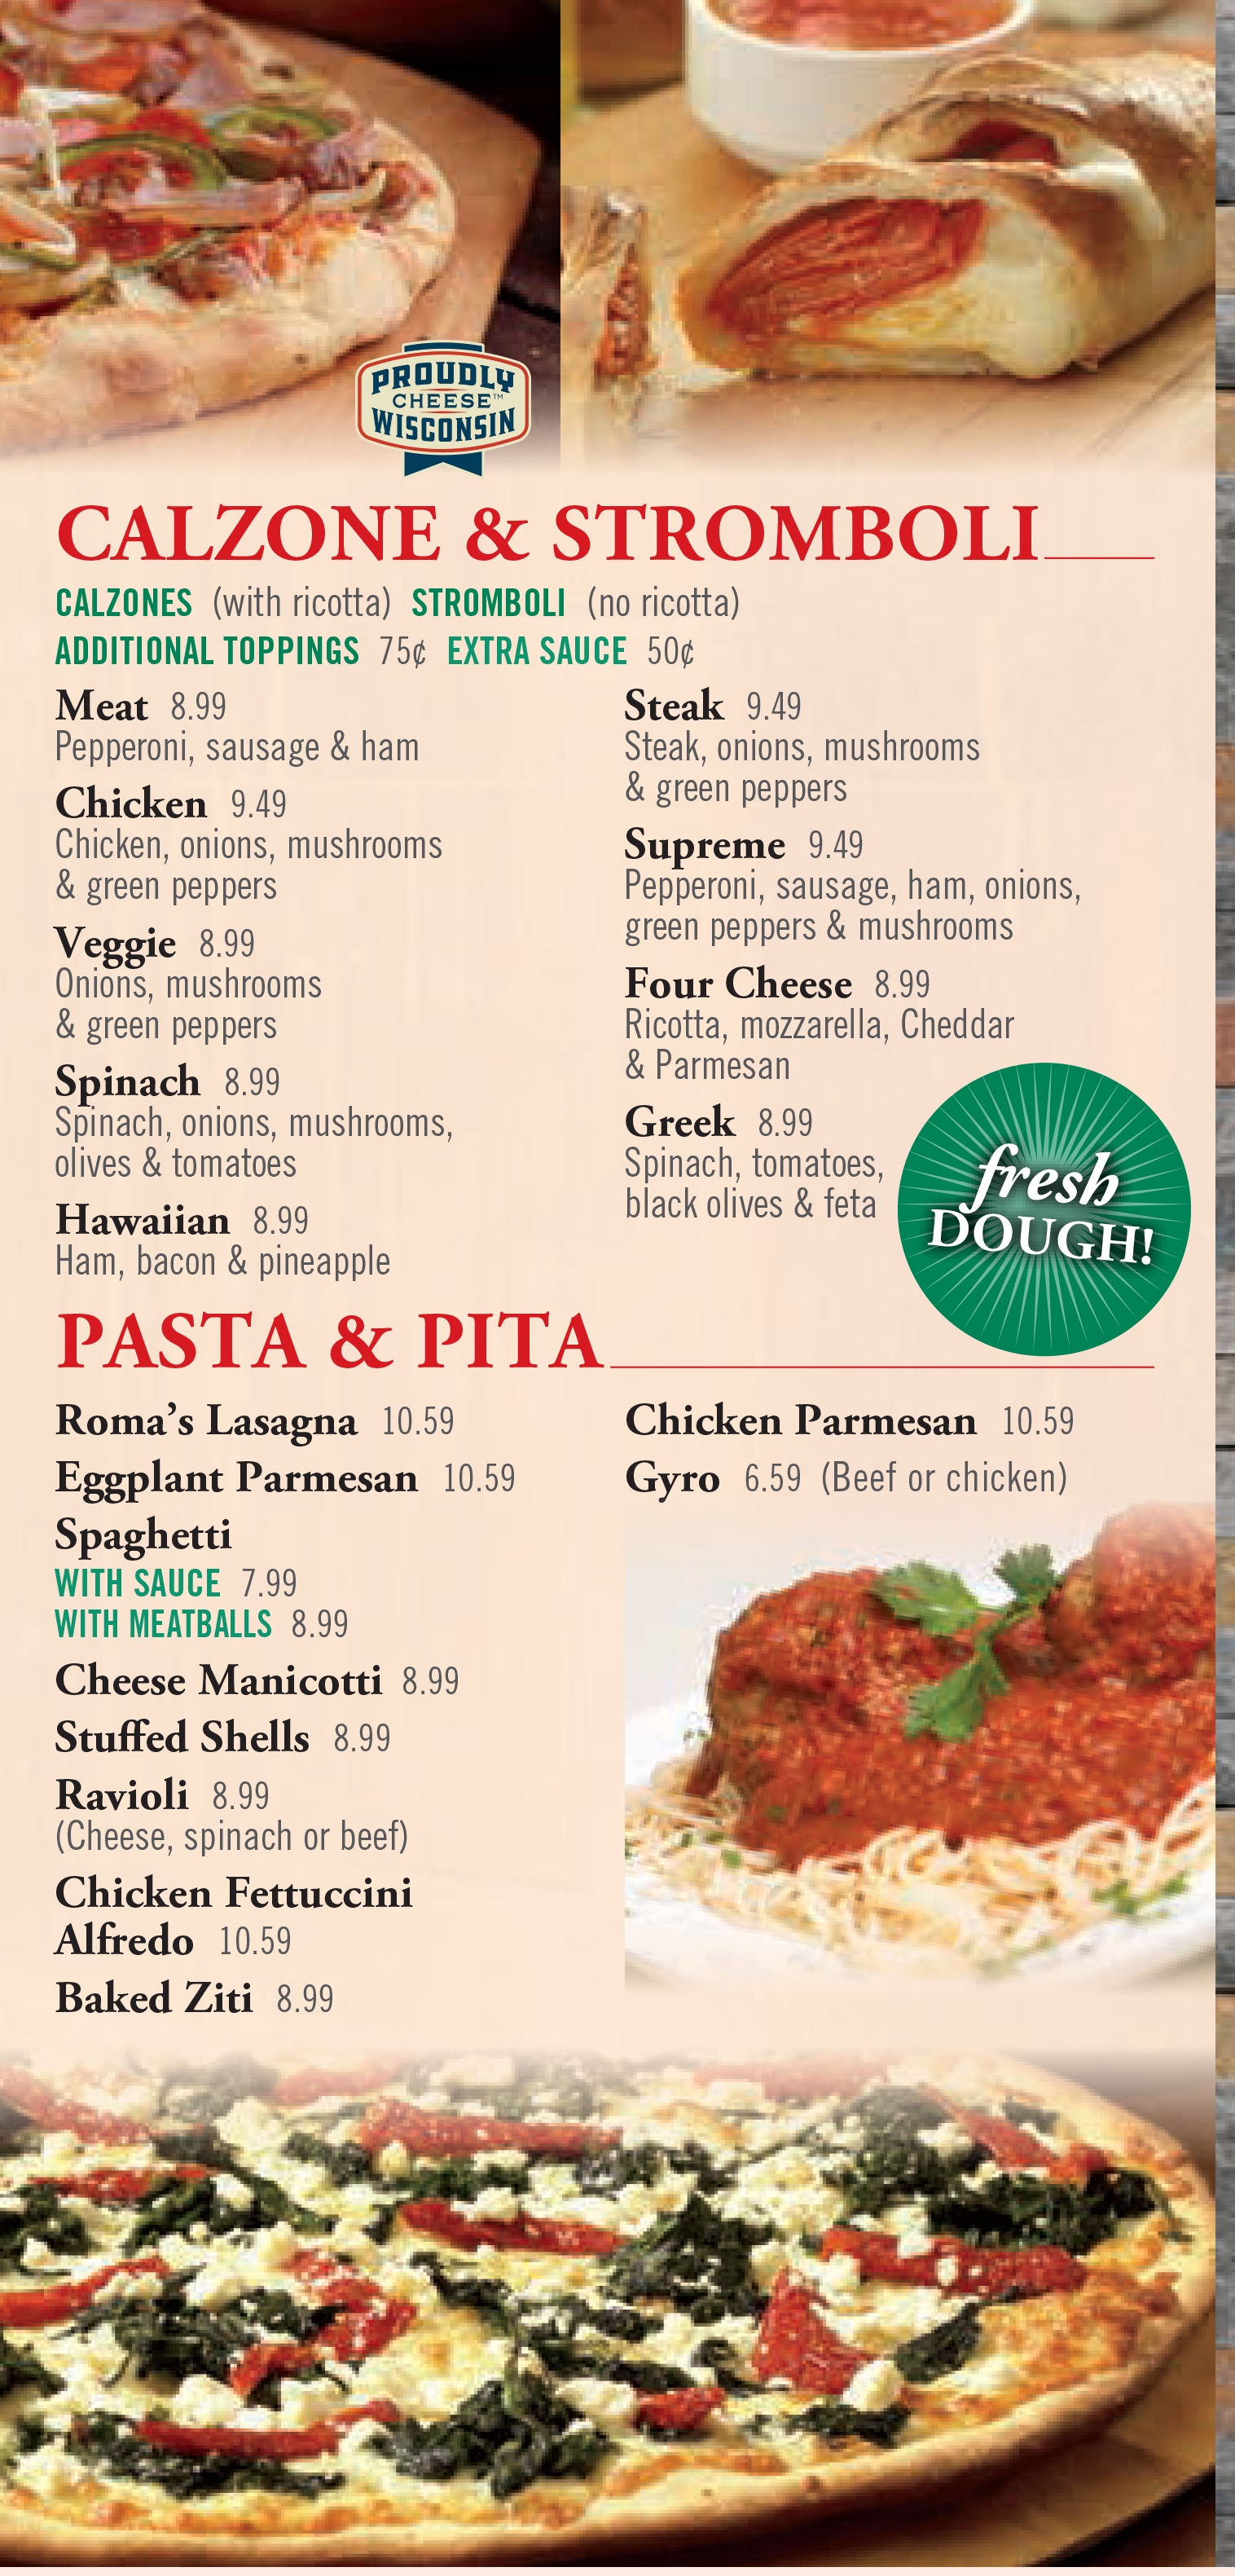 PROUDLY
CHEESE™
WISCONSIN
CALZONE & STROMBOLI
CALZONES (with ricotta) STROMBOLI (no ricotta)
ADDITIONAL TOPPINGS 75¢ EXTRA SAUCE 50¢
Meat 8.99
Pepperoni, sausage & ham
Chicken 9.49
Chicken, onions, mushrooms
& green peppers
Veggie 8.99
Onions, mushrooms
& green peppers
Spinach 8.99
Spinach, onions, mushrooms,
olives & tomatoes
Hawaiian 8.99
Ham, bacon & pineapple
Steak 9.49
Steak, onions, mushrooms
& green peppers
Supreme 9.49
Pepperoni, sausage, ham, onions,
green peppers & mushrooms
Four Cheese 8.99
Ricotta, mozzarella, Cheddar
& Parmesan
Greek 8.99
Spinach, tomatoes,
black olives & feta
fresh
DOUGH!
PASTA & PITA
Roma’s Lasagna 10.59
Eggplant Parmesan 10.59
Spaghetti
WITH SAUCE 7.99
WITH MEATBALLS 8.99
Cheese Manicotti 8.99
Stuffed Shells 8.99
Ravioli 8.99
(Cheese, spinach or beef)
Chicken Fettuccini
Alfredo 10.59
Baked Ziti 8.99
Chicken Parmesan 10.59
Gyro 6.59 (Beef or chicken)